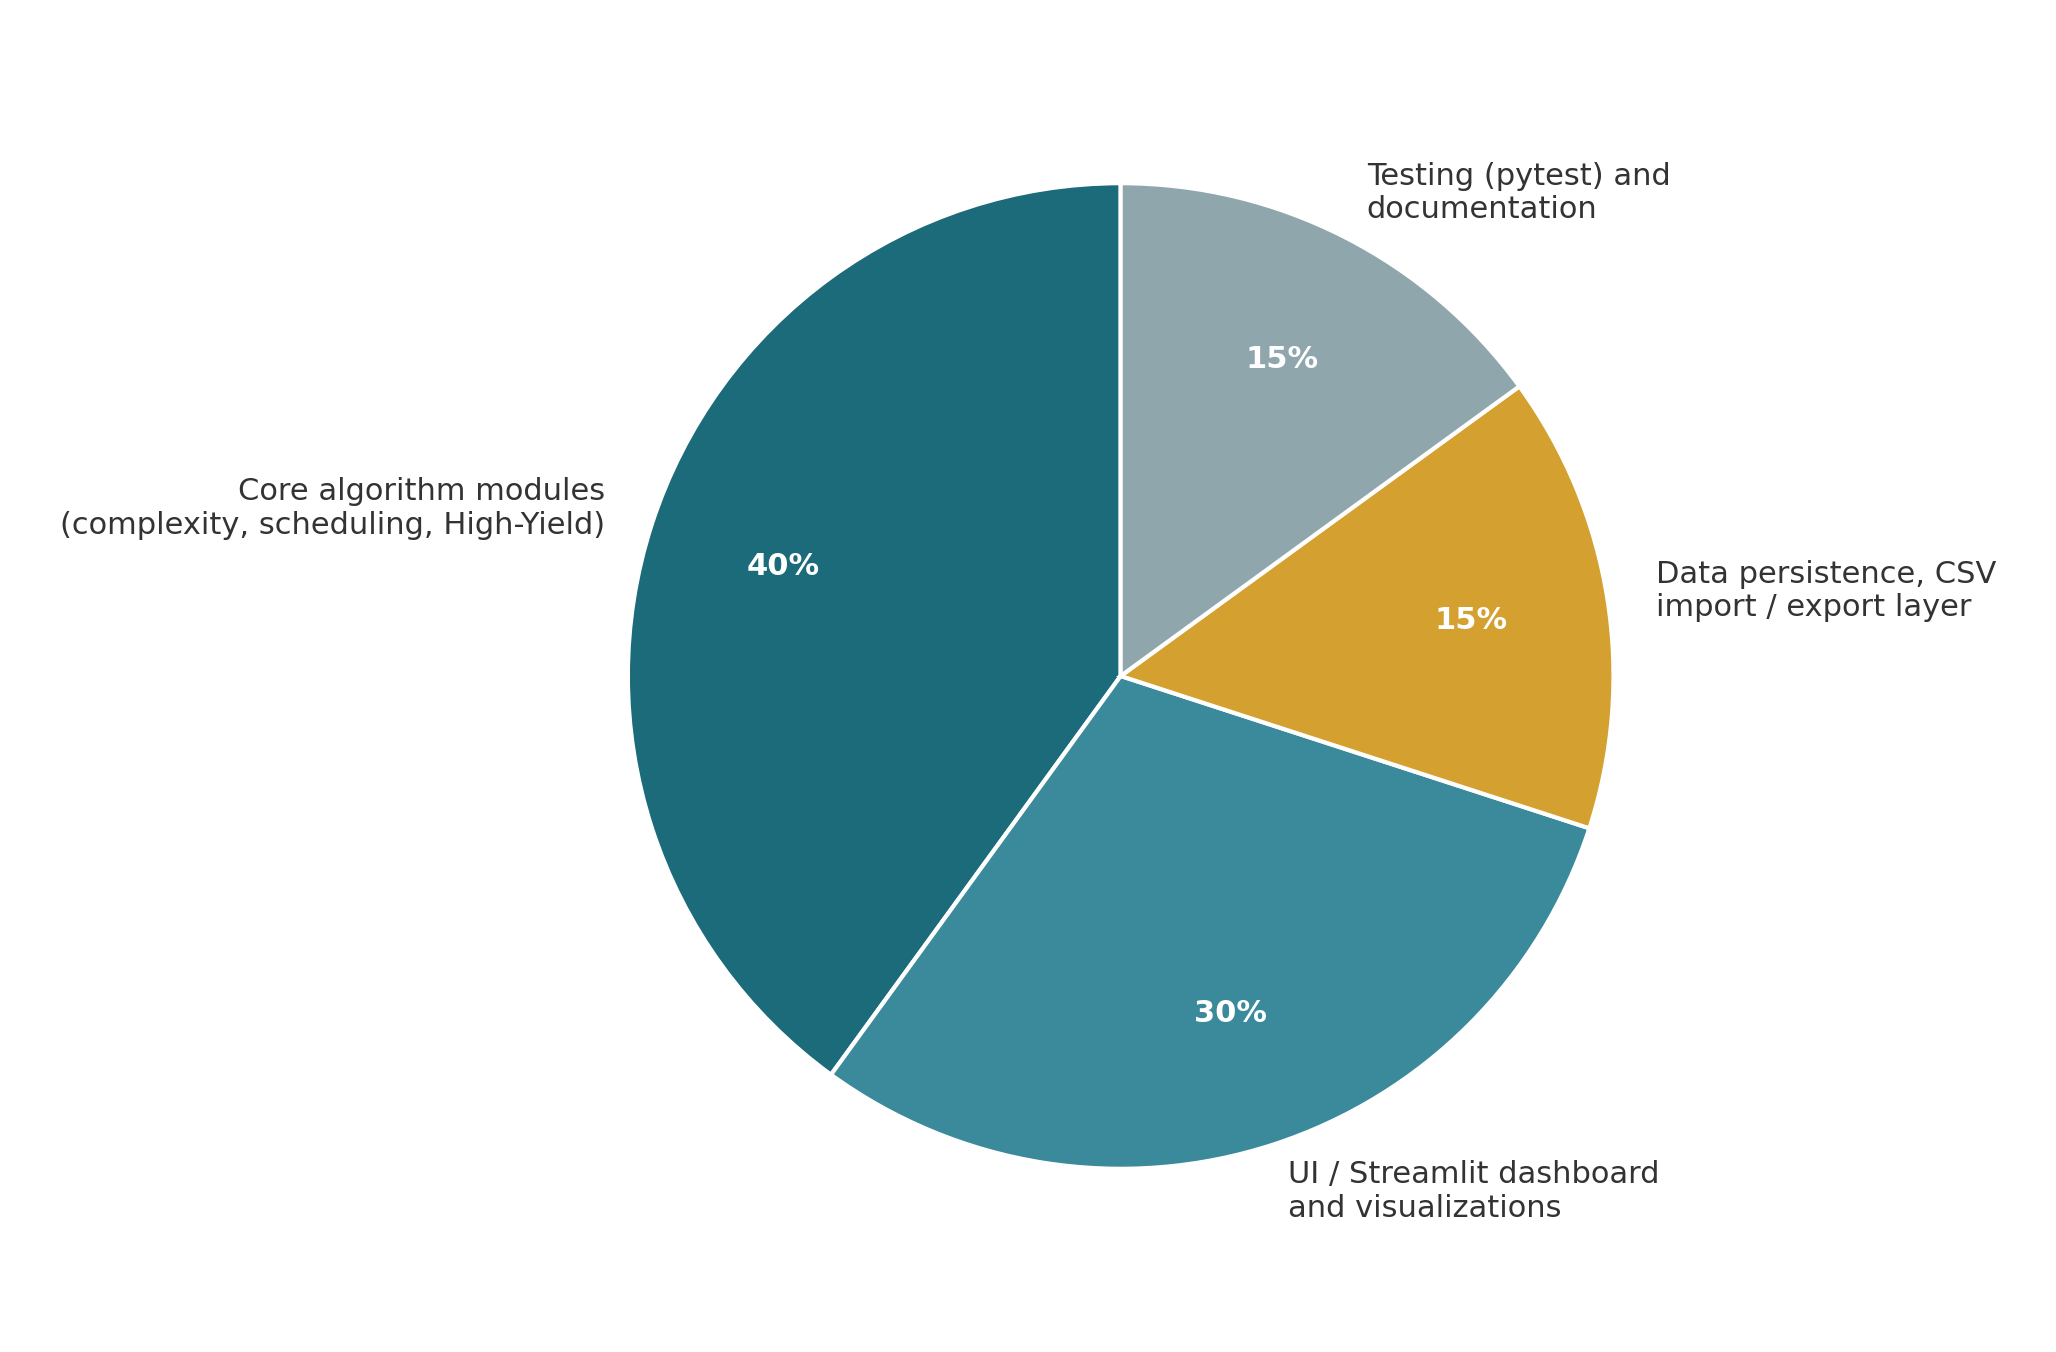 Testing (pytest) and
documentation
15%
Core algorithm modules
(complexity, scheduling, High-Yield)
40%
Data persistence, CSV
import / export layer
15%
30%
UI / Streamlit dashboard
and visualizations